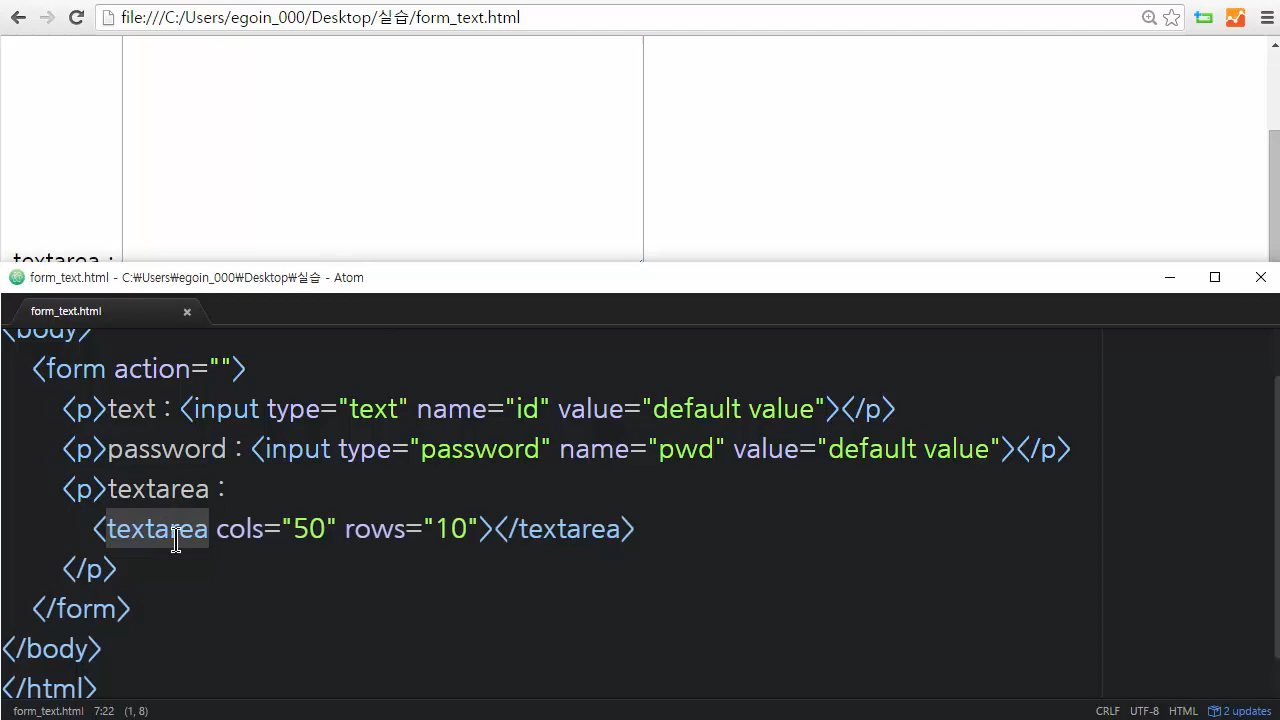 file:///C:/Users/egoin_000/Desktop/실습/form_text.html
textarea :
form_text.html - C:₩Users₩egoin_000₩Desktop₩실습 - Atom
form_text.html
<body>
<form action="">
<p>text : <input type="text" name="id" value="default value"></p>
<p>password : <input type="password" name="pwd" value="default value"></p>
<p>textarea :
<textarea cols="50" rows="10"></textarea>
</p>
</form>
</body>
</html>
form_text.html 7:22 (1, 8) CRLF UTF-8 HTML 2 updates